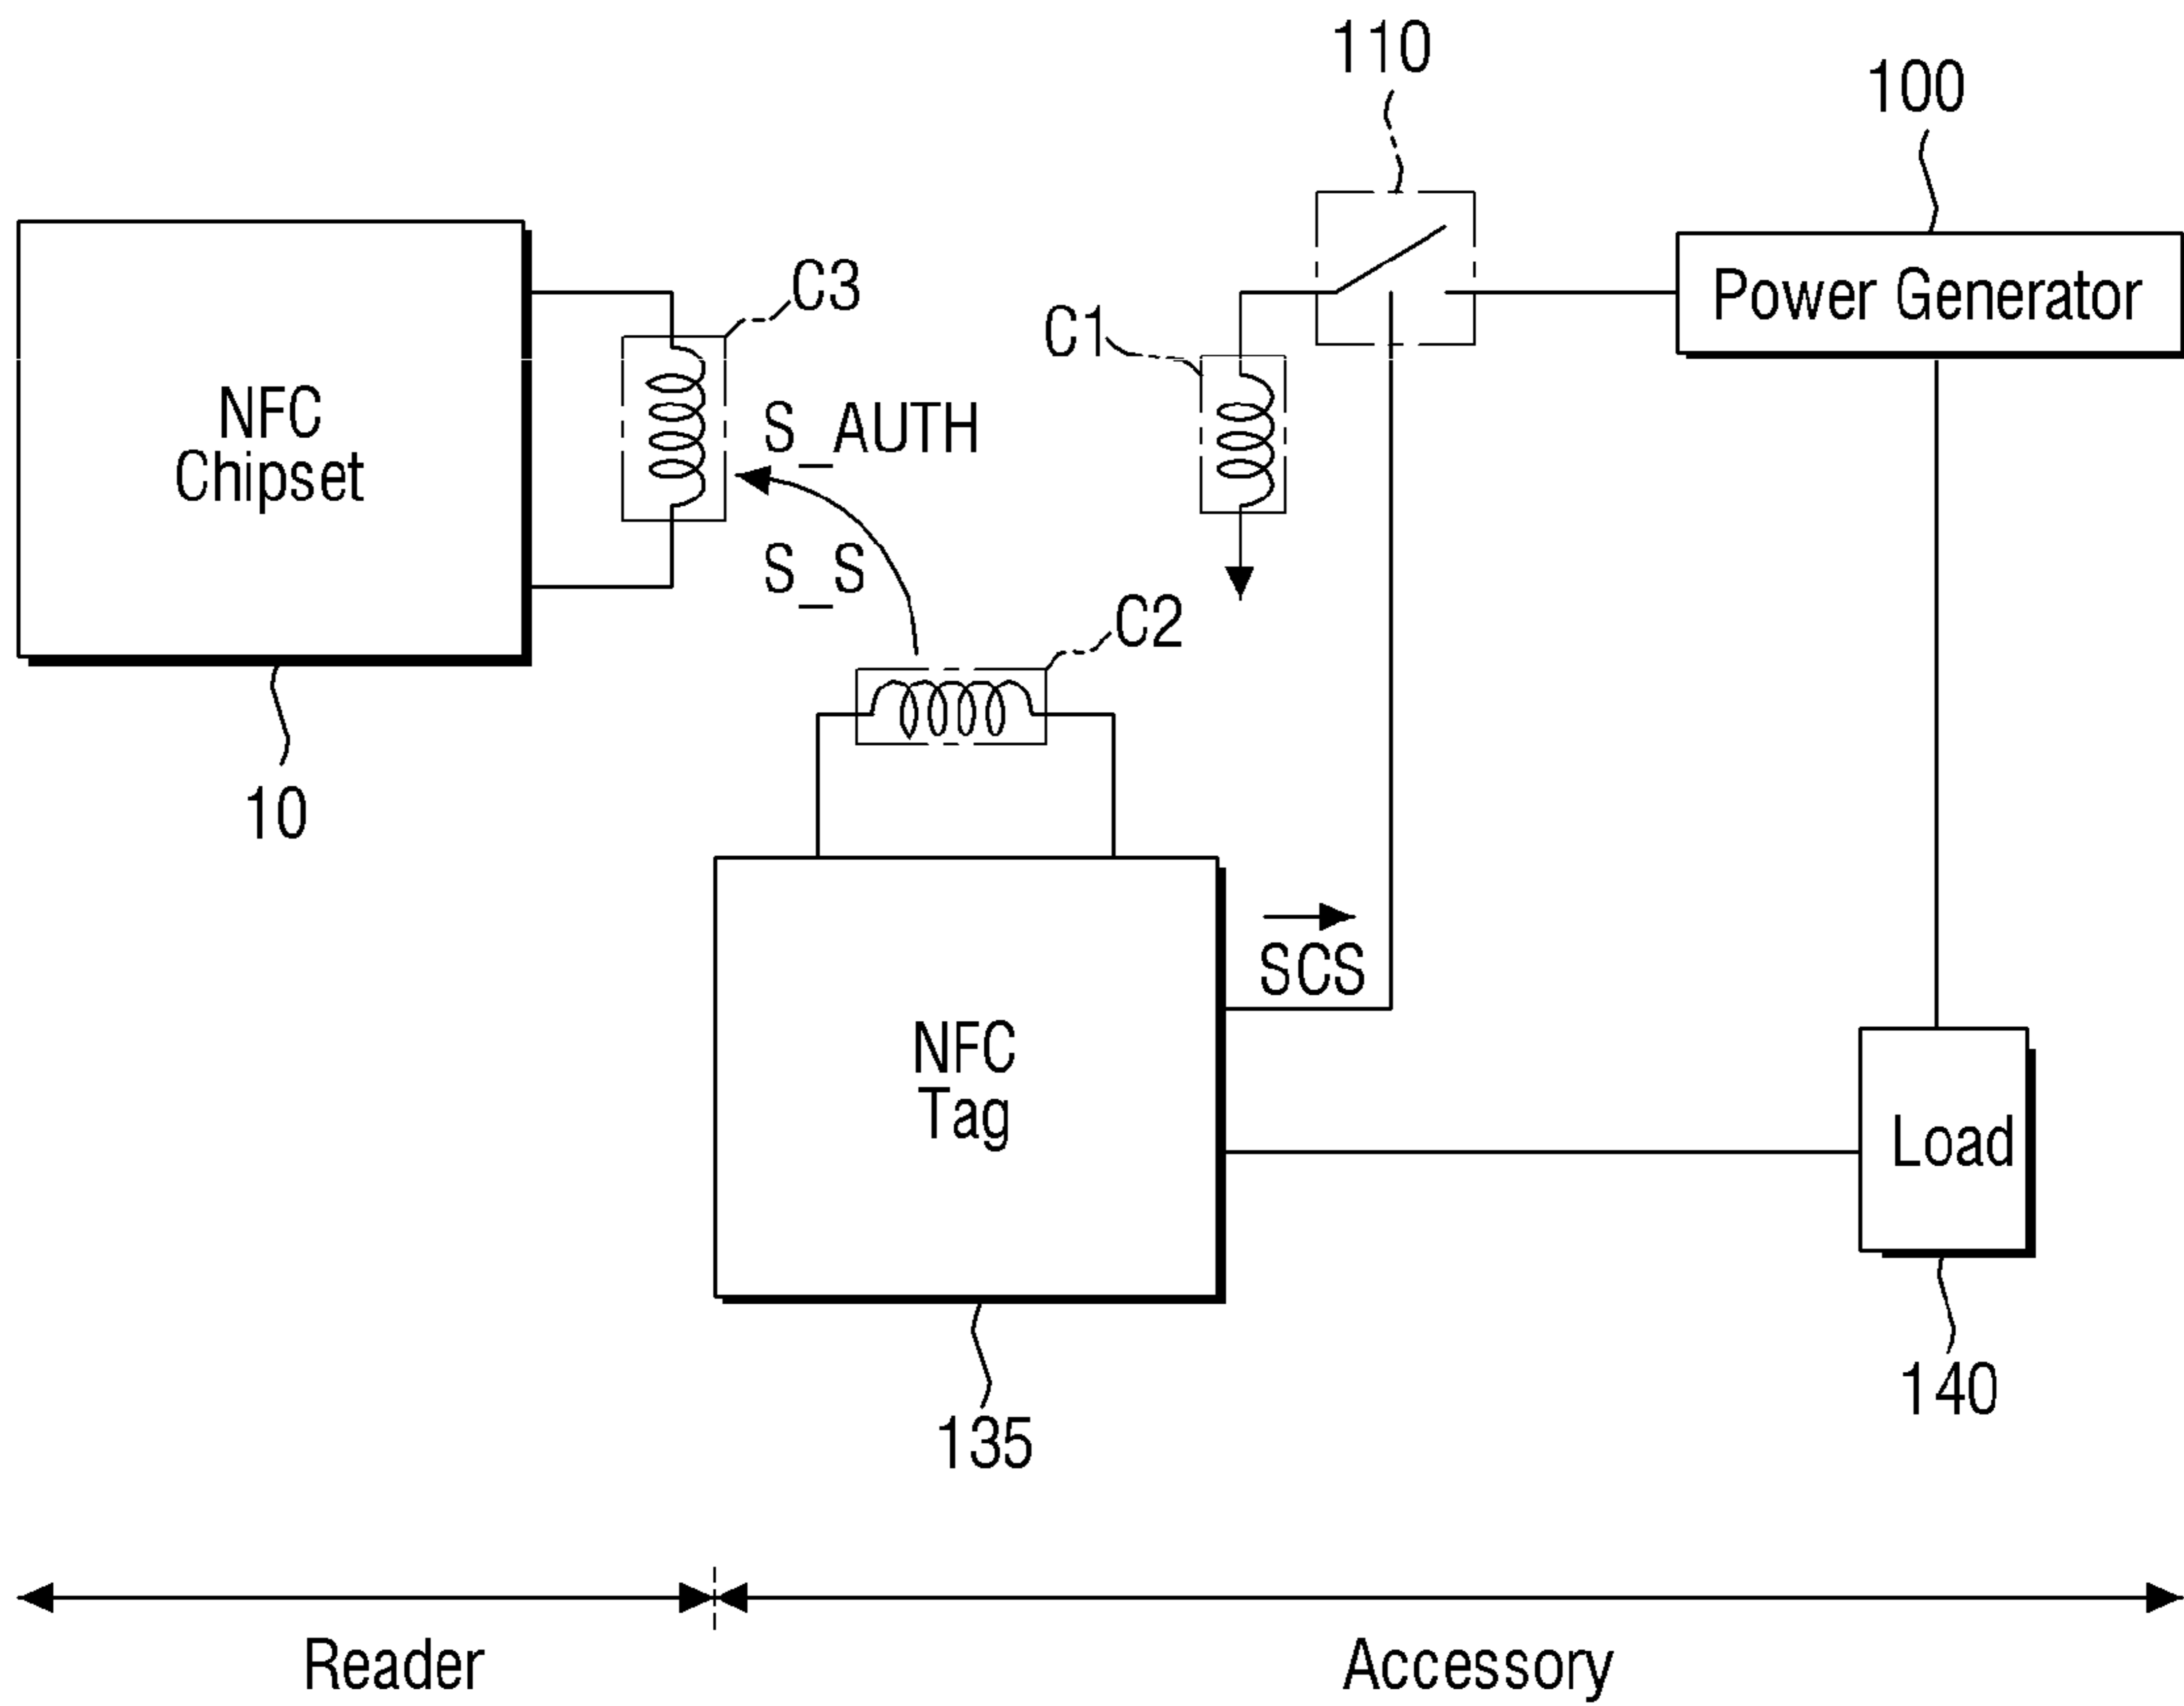 110
100
C3
Power Generator
C1
NFC
Chipset
S_AUTH
S_S
C2
10
SCS
NFC
Tag
Load
140
135
Reader
Accessory